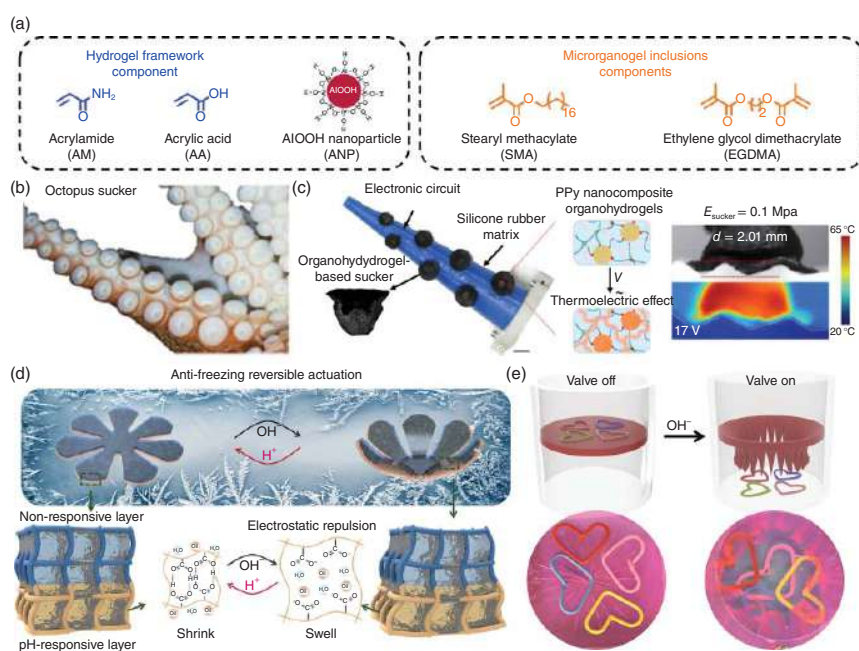 (a)
Hydrogel framework
component
NH₂
O
Acrylamide
(AM)
OH
O
Acrylic acid
(AA)
AlOOH
AlOOH nanoparticle
(ANP)
Microrganogel inclusions
components
O
O
16
Stearyl methacylate
(SMA)
O
O
2
O
O
Ethylene glycol dimethacrylate
(EGDMA)
(b)
Octopus sucker
(c)
Electronic circuit
Silicone rubber
matrix
Organohydydrogel-
based sucker
PPy nanocomposite
organohydrogels
V
Thermoelectric effect
Esucker = 0.1 Mpa
d = 2.01 mm
17 V
65 °C
20 °C
(d)
Anti-freezing reversible actuation
OH⁻
H⁺
Non-responsive layer
pH-responsive layer
Electrostatic repulsion
OH⁻
H⁺
Shrink
Swell
(e)
Valve off
OH⁻
Valve on